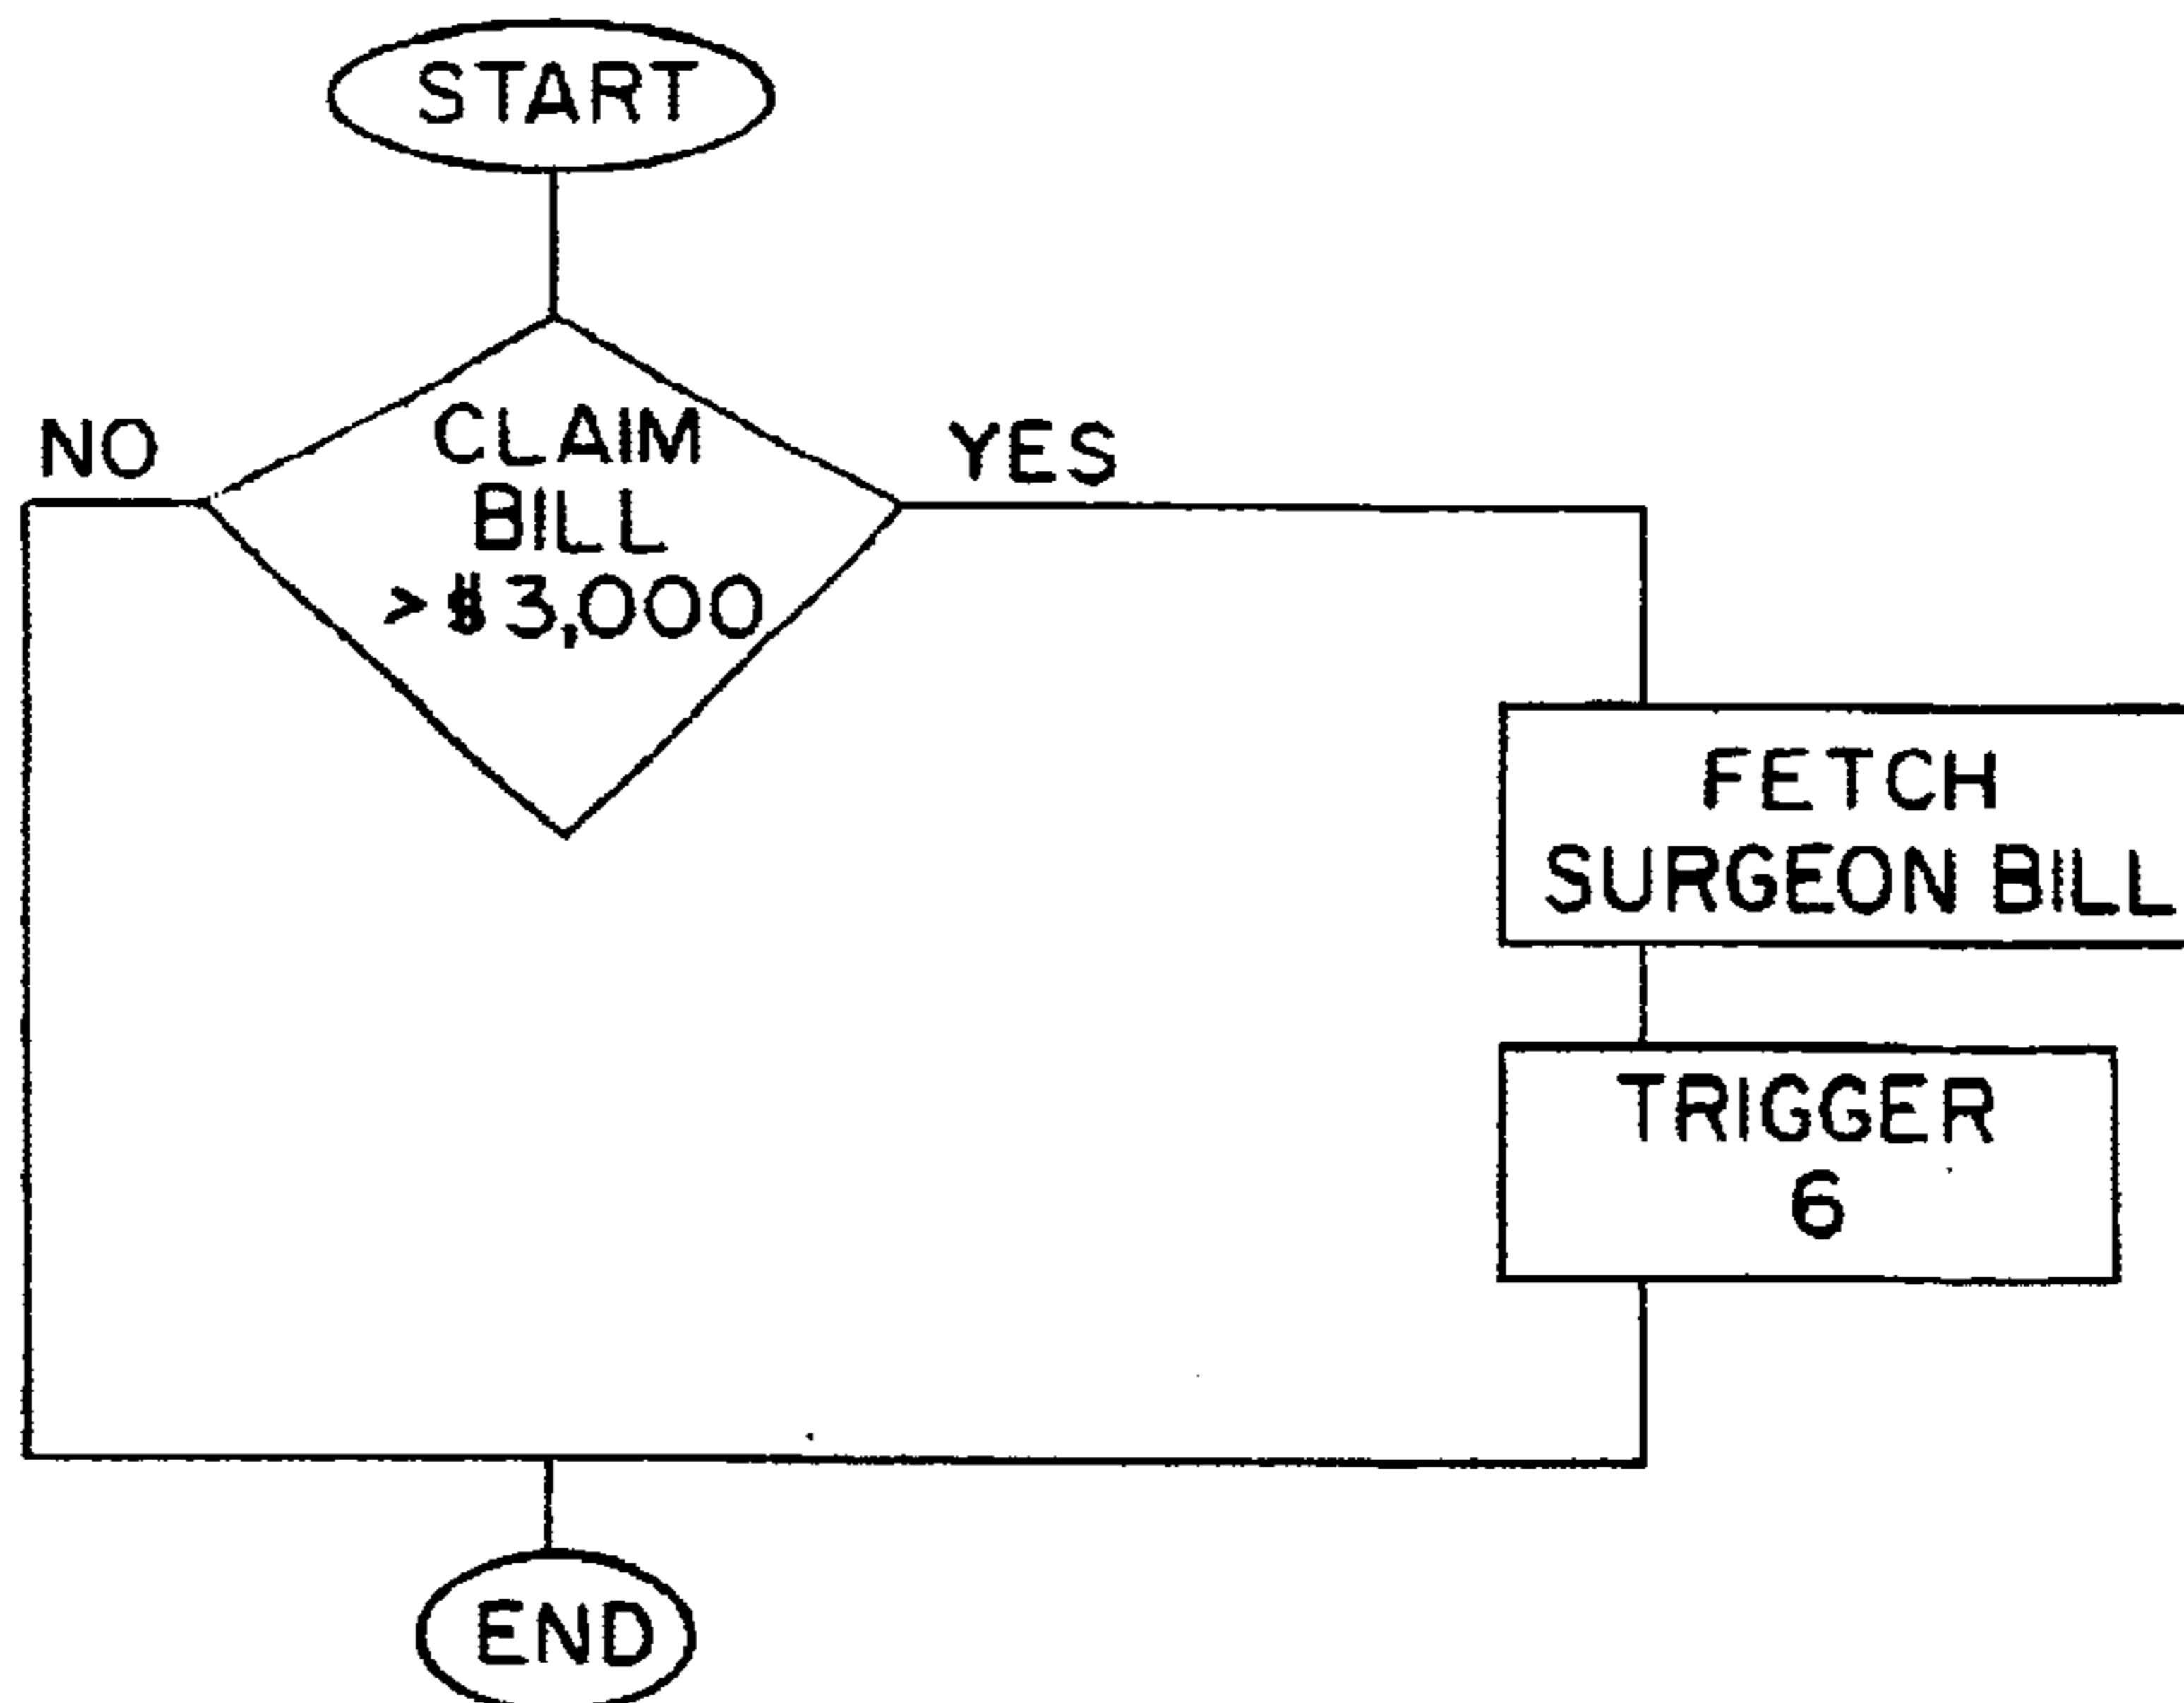 START
NO
CLAIM
BILL
>$3,000
YES
FETCH
SURGEON BILL
TRIGGER
6
END